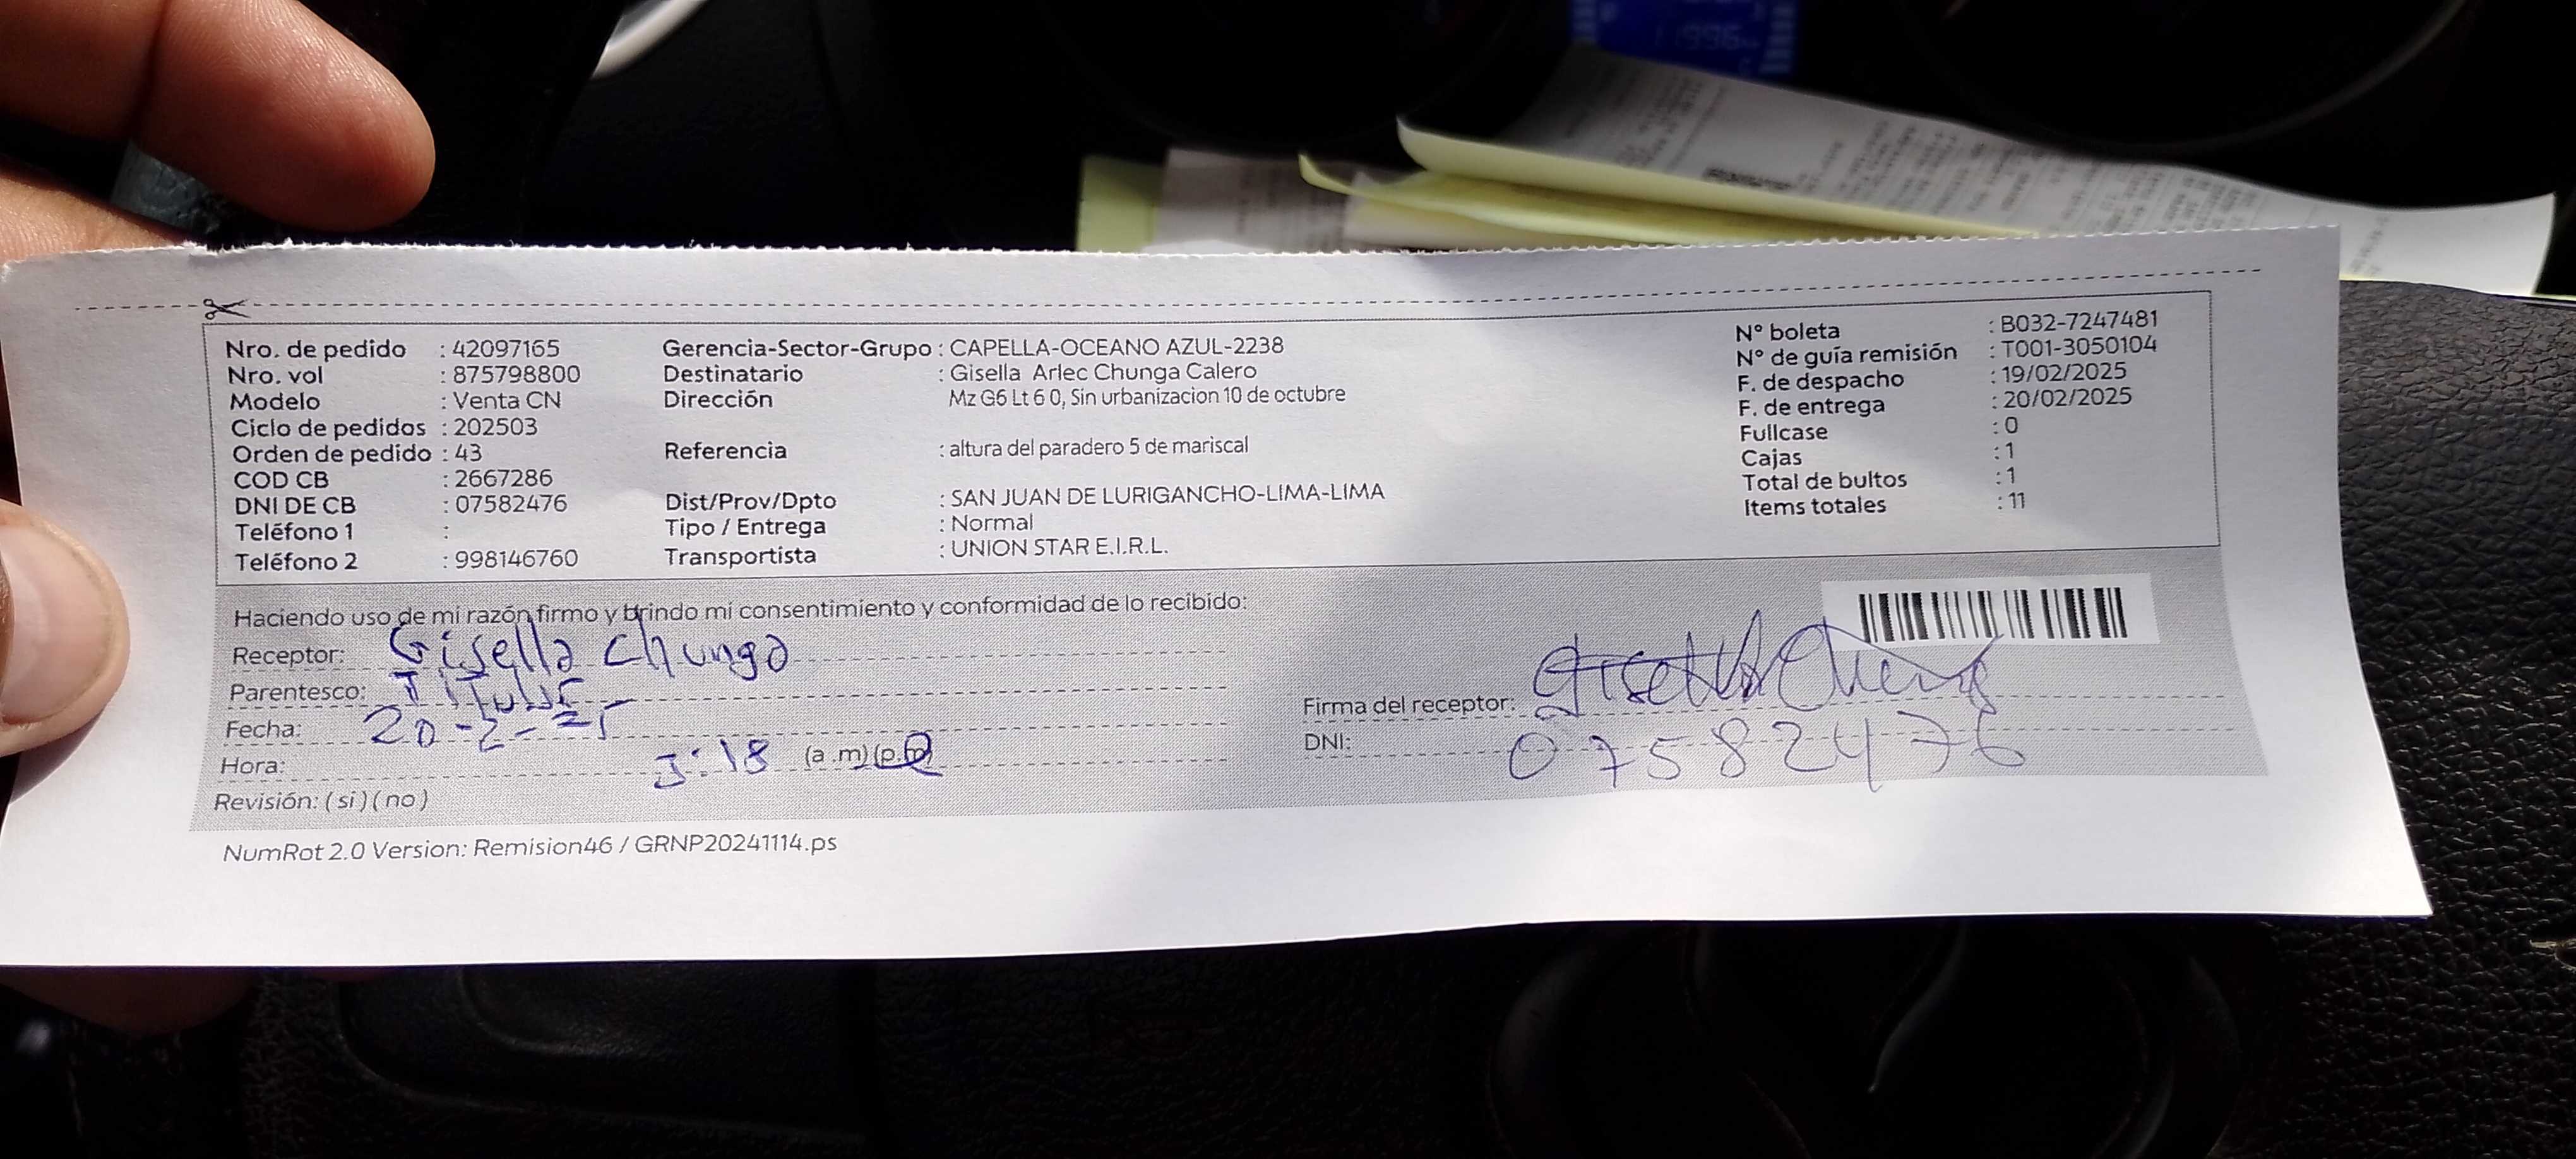 Nro. de pedido : 42097165
Nro. vol : 875798800
Modelo : Venta CN
Ciclo de pedidos : 202503
Orden de pedido : 43
COD CB : 2667286
DNI DE CB : 07582476
Teléfono 1 :
Teléfono 2 : 998146760
Gerencia-Sector-Grupo : CAPELLA-OCEANO AZUL-2238
Destinatario : Gisella Arlec Chunga Calero
Dirección Mz G6 Lt 6 0, Sin urbanizacion 10 de octubre
Referencia : altura del paradero 5 de mariscal
Dist/Prov/Dpto : SAN JUAN DE LURIGANCHO-LIMA-LIMA
Tipo / Entrega : Normal
Transportista : UNION STAR E.I.R.L.
N° boleta : B032-7247481
N° de guía remisión : T001-3050104
F. de despacho : 19/02/2025
F. de entrega : 20/02/2025
Fullcase : 0
Cajas : 1
Total de bultos : 1
Items totales : 11
Haciendo uso de mi razón firmo y brindo mi consentimiento y conformidad de lo recibido:
Receptor: Gisella Chunga
Parentesco: Titular
Fecha: 20-2-25
Hora: 3:18 (a.m)(p.m)
Revisión: (si)(no)
Firma del receptor: Gisella Chunga
DNI: 07582476
NumRot 2.0 Version: Remision46 / GRNP20241114.ps